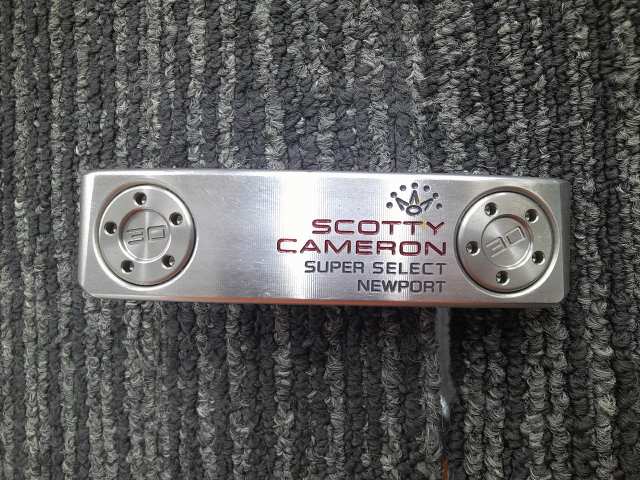 30
SCOTTY
CAMERON
SUPER SELECT
NEWPORT
30